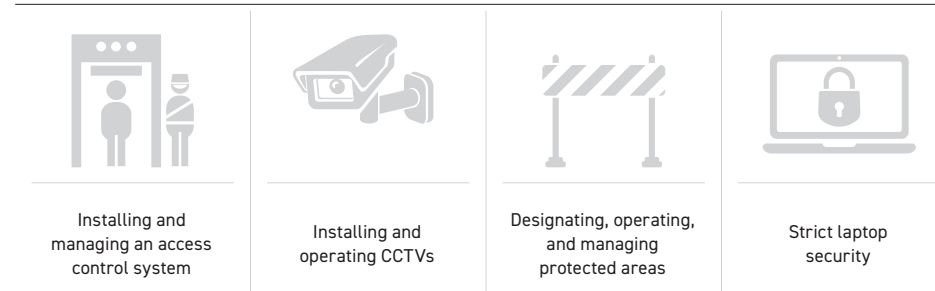 Installing and
managing an access
control system
Installing and
operating CCTVs
Designating, operating,
and managing
protected areas
Strict laptop
security